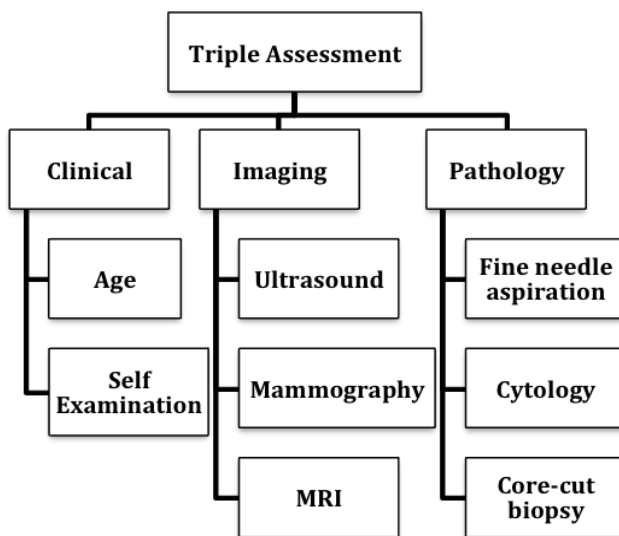 Triple Assessment
Clinical
Imaging
Pathology
Age
Ultrasound
Fine needle
aspiration
Self
Examination
Mammography
Cytology
MRI
Core-cut
biopsy